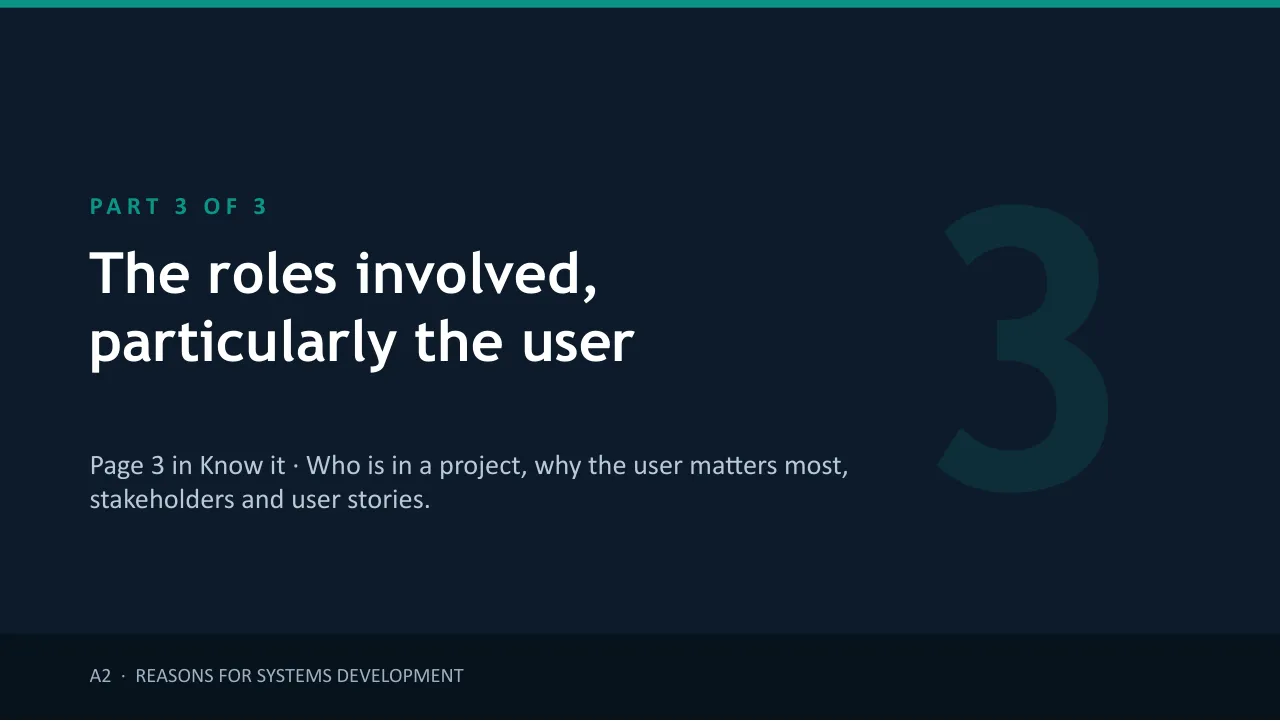 PART 3 OF 3
The roles involved,
particularly the user
3
Page 3 in Know it · Who is in a project, why the user matters most,
stakeholders and user stories.
A2 · REASONS FOR SYSTEMS DEVELOPMENT